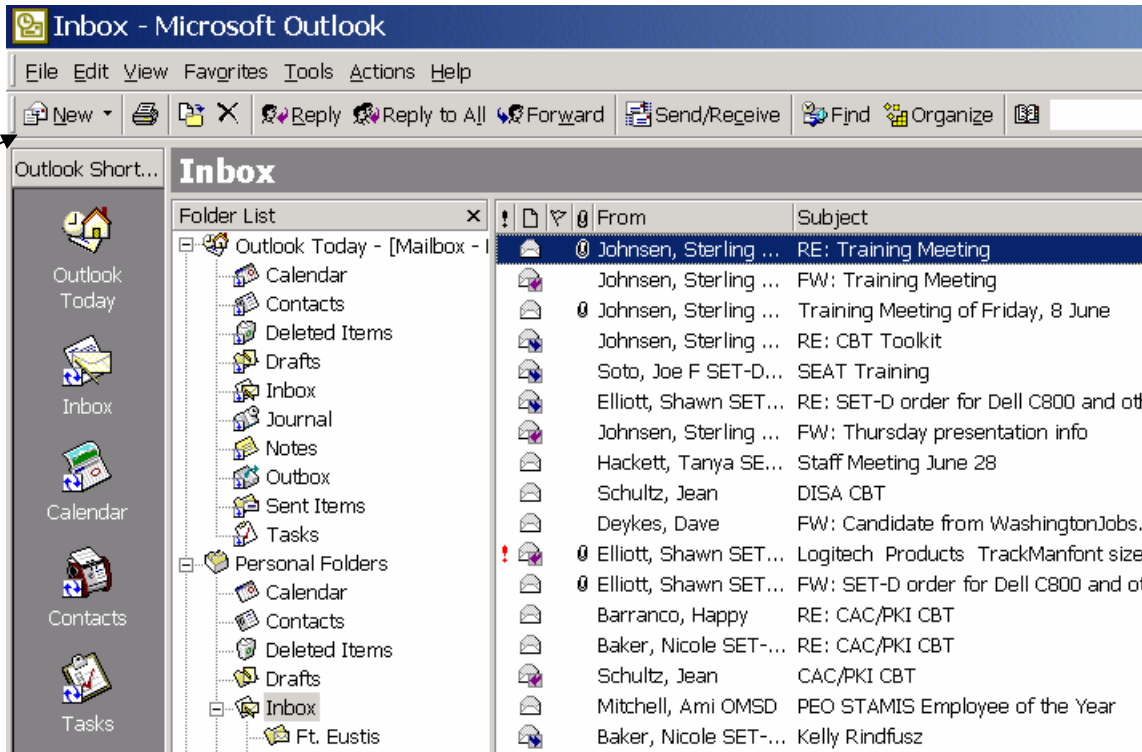 Inbox - Microsoft Outlook
File Edit View Favorites Tools Actions Help
New Reply Reply to All Forward Send/Receive Find Organize
Outlook Short... Inbox
Outlook Today
Inbox
Calendar
Contacts
Tasks
Folder List
Outlook Today - [Mailbox -
Calendar
Contacts
Deleted Items
Drafts
Inbox
Journal
Notes
Outbox
Sent Items
Tasks
Personal Folders
Calendar
Contacts
Deleted Items
Drafts
Inbox
Ft. Eustis
! From Subject
Johnsen, Sterling ... RE: Training Meeting
Johnsen, Sterling ... FW: Training Meeting
Johnsen, Sterling ... Training Meeting of Friday, 8 June
Johnsen, Sterling ... RE: CBT Toolkit
Soto, Joe F SET-D... SEAT Training
Elliott, Shawn SET... RE: SET-D order for Dell C800 and
Johnsen, Sterling ... FW: Thursday presentation info
Hackett, Tanya SE... Staff Meeting June 28
Schultz, Jean DISA CBT
Deykes, Dave FW: Candidate from WashingtonJobs.
! Elliott, Shawn SET... Logitech Products TrackManfont size
Elliott, Shawn SET... FW: SET-D order for Dell C800 and
Barranco, Happy RE: CAC/PKI CBT
Baker, Nicole SET-... RE: CAC/PKI CBT
Schultz, Jean CAC/PKI CBT
Mitchell, Ami OMSD PEO STAMIS Employee of the Year
Baker, Nicole SET-... Kelly Rindfusz